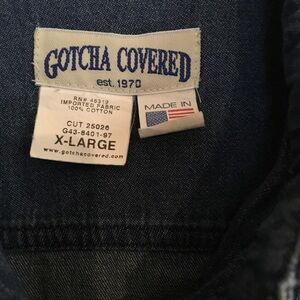 GOTCHA COVERED
est. 1970
RN# 46313
IMPORTED FABRIC
100% COTTON
CUT 25026
G43-8401-97
X-LARGE
www.gotchacovered.com
MADE IN